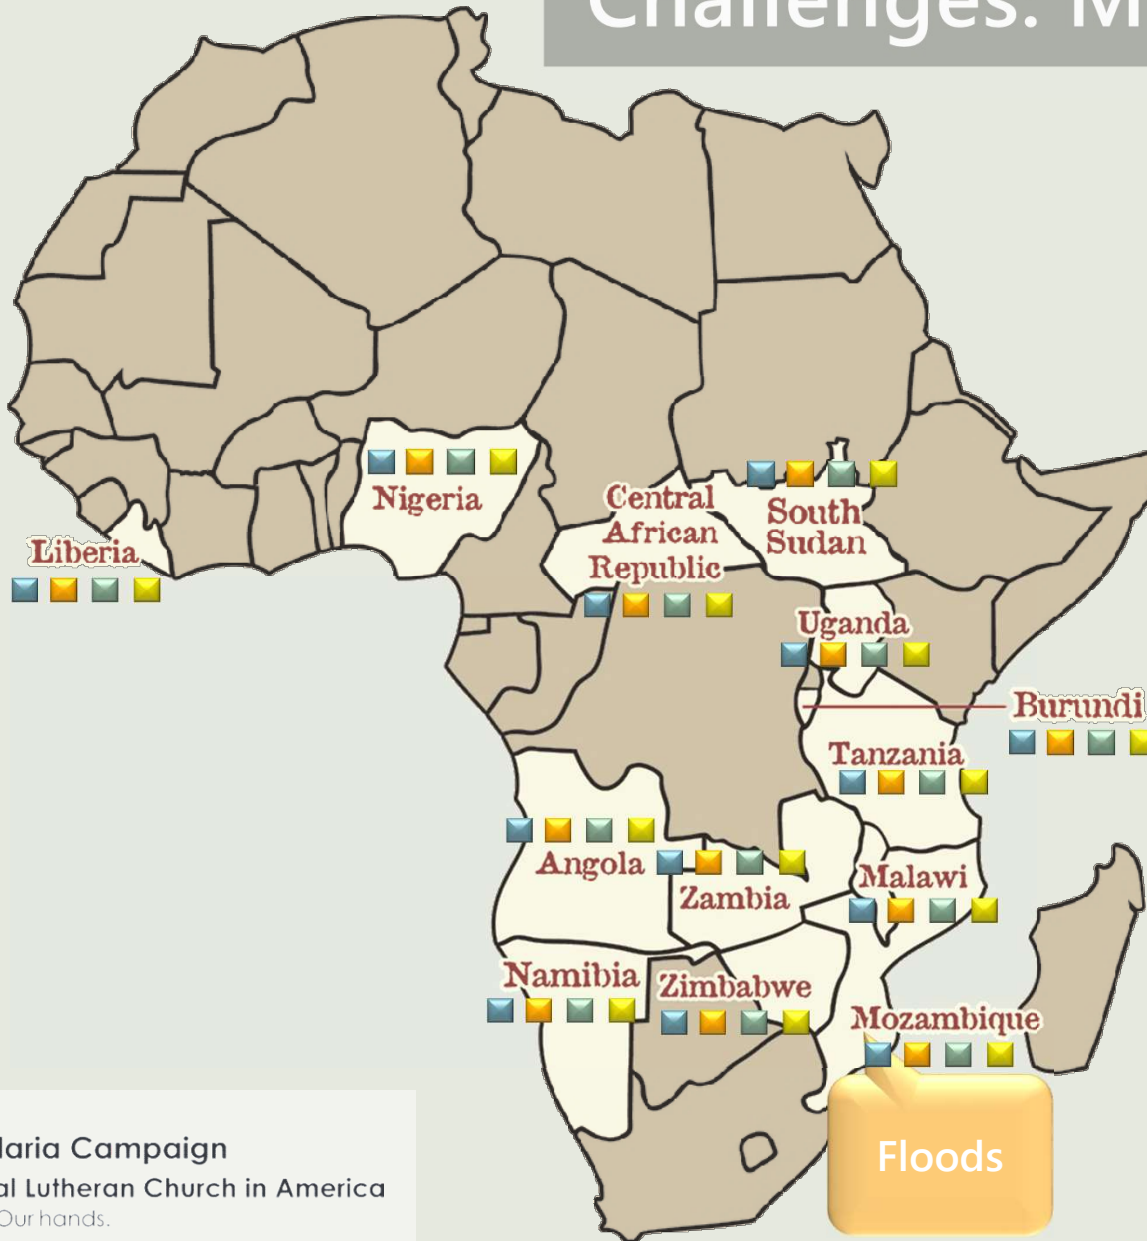 Challenges: M
Nigeria
Central
African
Republic
South
Sudan
Liberia
Uganda
Burundi
Tanzania
Angola
Zambia
Malawi
Namibia
Zimbabwe
Mozambique
Floods
laria Campaign
al Lutheran Church in America
Our hands.